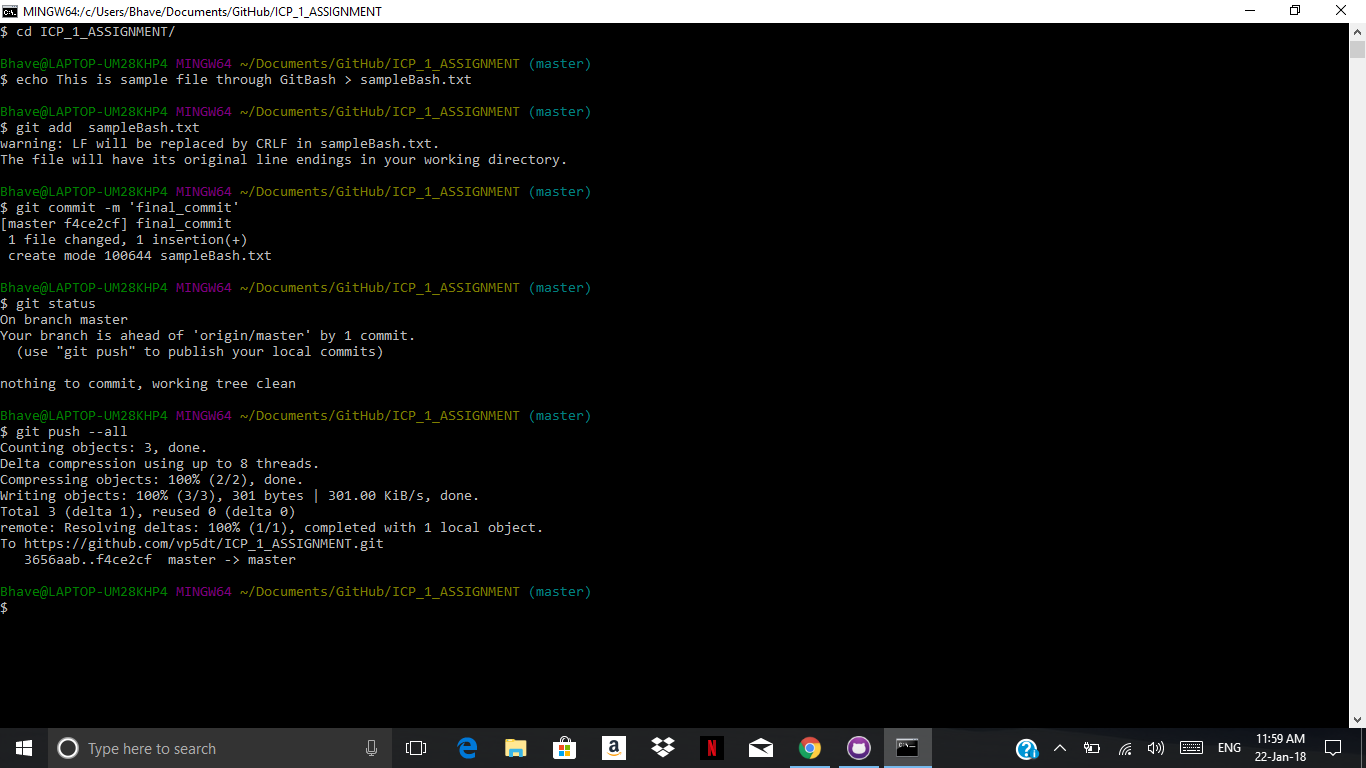 MINGW64:/c/Users/Bhave/Documents/GitHub/ICP_1_ASSIGNMENT
$ cd ICP_1_ASSIGNMENT/
Bhave@LAPTOP-UM28KHP4 MINGW64 ~/Documents/GitHub/ICP_1_ASSIGNMENT (master)
$ echo This is sample file through GitBash > sampleBash.txt
Bhave@LAPTOP-UM28KHP4 MINGW64 ~/Documents/GitHub/ICP_1_ASSIGNMENT (master)
$ git add  sampleBash.txt
warning: LF will be replaced by CRLF in sampleBash.txt.
The file will have its original line endings in your working directory.
Bhave@LAPTOP-UM28KHP4 MINGW64 ~/Documents/GitHub/ICP_1_ASSIGNMENT (master)
$ git commit -m 'final_commit'
[master f4ce2cf] final_commit
 1 file changed, 1 insertion(+)
 create mode 100644 sampleBash.txt
Bhave@LAPTOP-UM28KHP4 MINGW64 ~/Documents/GitHub/ICP_1_ASSIGNMENT (master)
$ git status
On branch master
Your branch is ahead of 'origin/master' by 1 commit.
  (use "git push" to publish your local commits)
nothing to commit, working tree clean
Bhave@LAPTOP-UM28KHP4 MINGW64 ~/Documents/GitHub/ICP_1_ASSIGNMENT (master)
$ git push --all
Counting objects: 3, done.
Delta compression using up to 8 threads.
Compressing objects: 100% (2/2), done.
Writing objects: 100% (3/3), 301 bytes | 301.00 KiB/s, done.
Total 3 (delta 1), reused 0 (delta 0)
remote: Resolving deltas: 100% (1/1), completed with 1 local object.
To https://github.com/vp5dt/ICP_1_ASSIGNMENT.git
   3656aab..f4ce2cf  master -> master
Bhave@LAPTOP-UM28KHP4 MINGW64 ~/Documents/GitHub/ICP_1_ASSIGNMENT (master)
$
Type here to search
ENG
11:59 AM
22-Jan-18